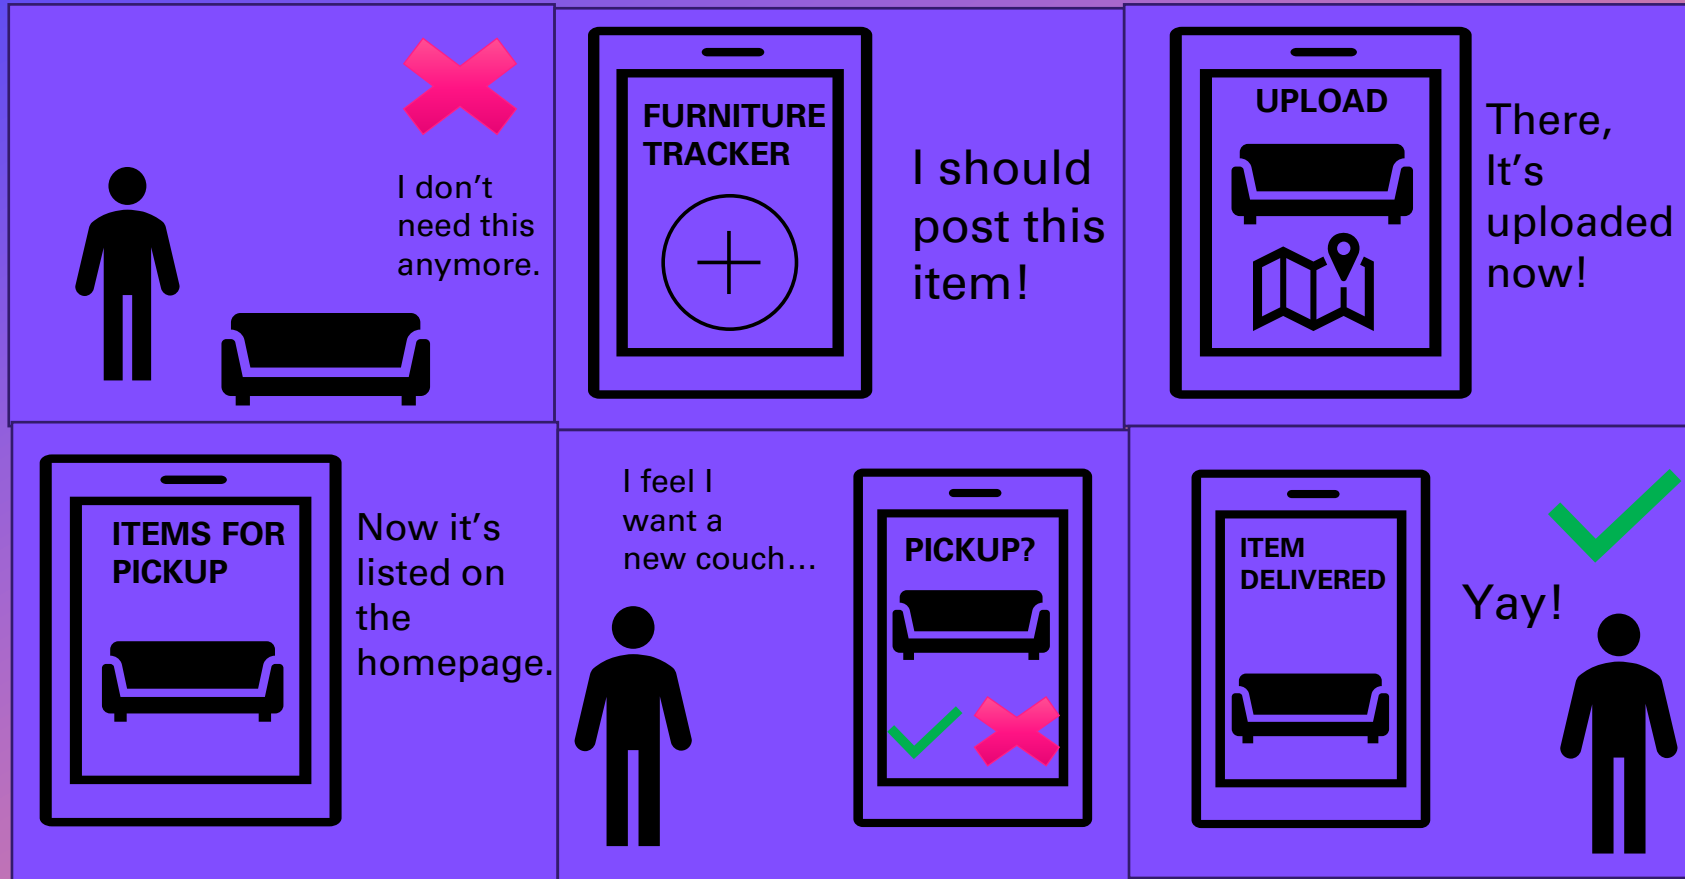 I don't
need this
anymore.
FURNITURE
TRACKER
I should
post this
item!
UPLOAD
There,
It's
uploaded
now!
ITEMS FOR
PICKUP
Now it's
listed on
the
homepage.
I feel I
want a
new couch...
PICKUP?
ITEM
DELIVERED
Yay!